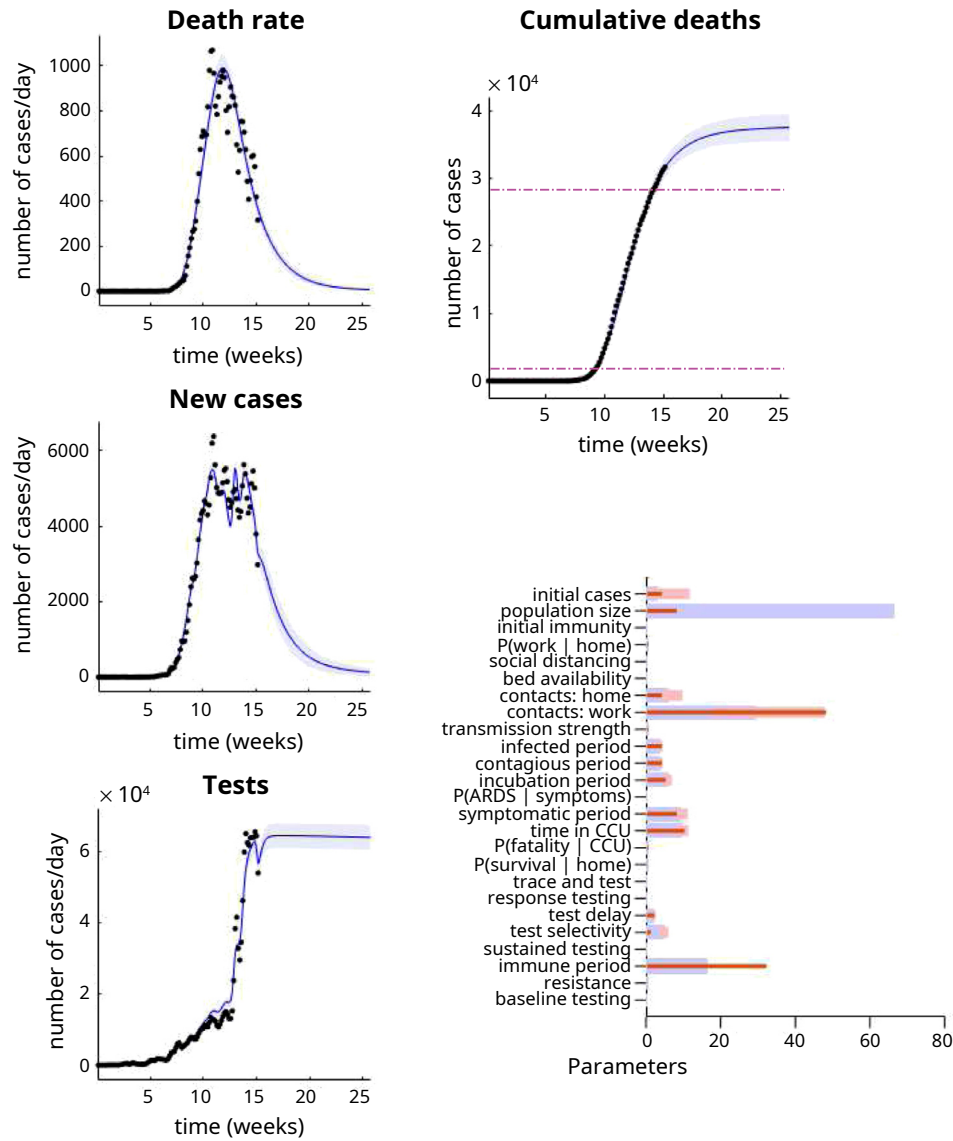 Death rate
number of cases/day
1000
800
600
400
200
0
5 10 15 20 25
time (weeks)
Cumulative deaths
× 10⁴
number of cases
4
3
2
1
0
5 10 15 20 25
time (weeks)
New cases
number of cases/day
6000
4000
2000
0
5 10 15 20 25
time (weeks)
Tests
× 10⁴
number of cases/day
6
4
2
0
5 10 15 20 25
time (weeks)
initial cases
population size
initial immunity
P(work | home)
social distancing
bed availability
contacts: home
contacts: work
transmission strength
infected period
contagious period
incubation period
P(ARDS | symptoms)
symptomatic period
time in CCU
P(fatality | CCU)
P(survival | home)
trace and test
response testing
test delay
test selectivity
sustained testing
immune period
resistance
baseline testing
0 20 40 60 80
Parameters